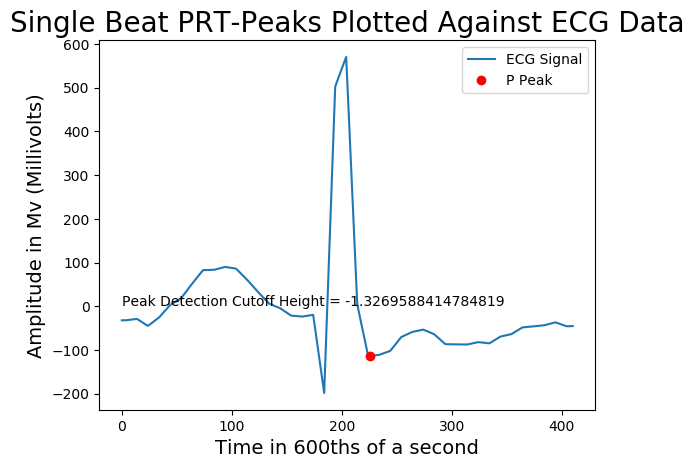 Single Beat PRT-Peaks Plotted Against ECG Data
600
500
400
300
200
100
0
−100
−200
Amplitude in Mv (Millivolts)
ECG Signal
P Peak
Peak Detection Cutoff Height = -1.3269588414784819
0 100 200 300 400
Time in 600ths of a second